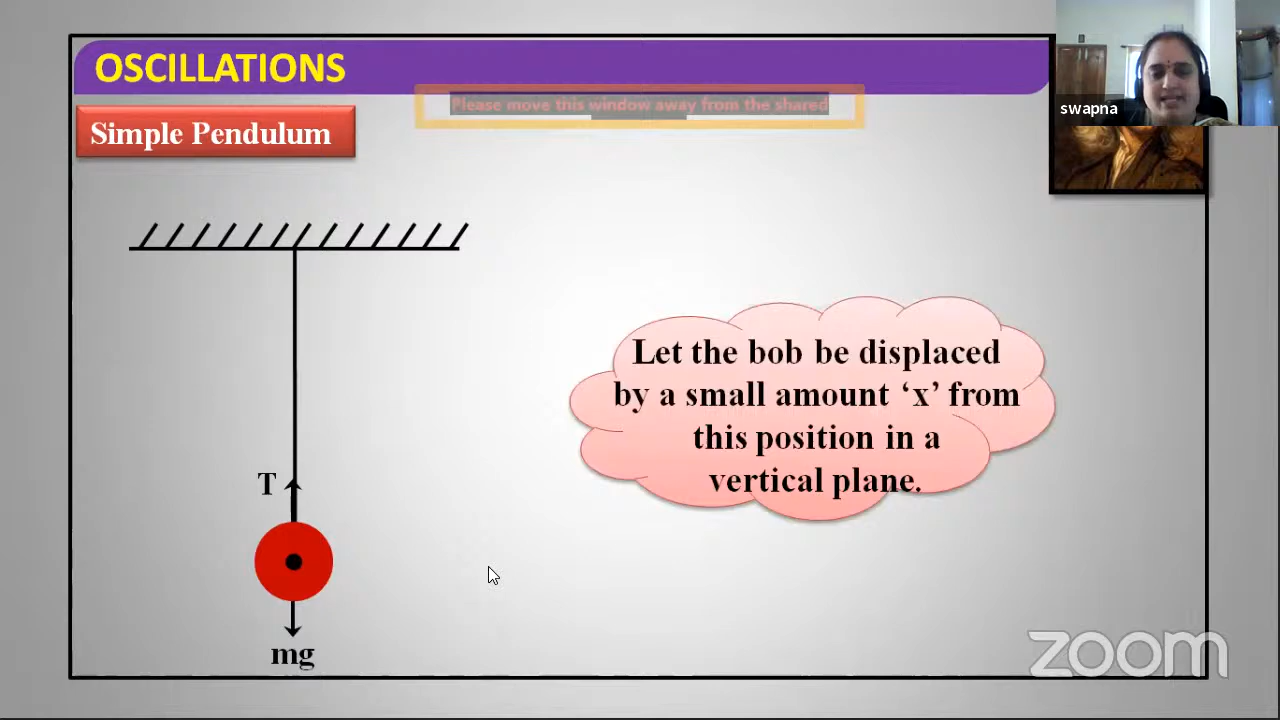 OSCILLATIONS
Please move this window away from the shared
swapna
Simple Pendulum
Let the bob be displaced
by a small amount ‘x’ from
this position in a
vertical plane.
T
mg
zoom